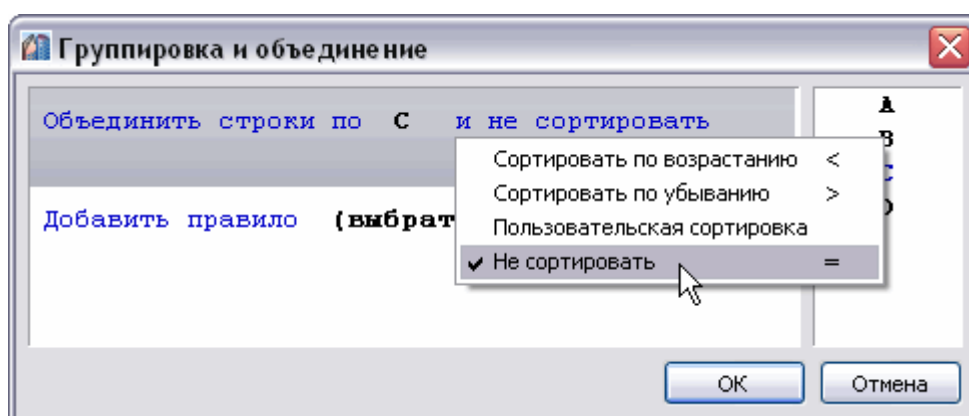 Группировка и объединение
Объединить строки по C и не сортировать
Сортировать по возрастанию <
Сортировать по убыванию >
Пользовательская сортировка
Не сортировать =
Добавить правило
A
B
OK
Отмена